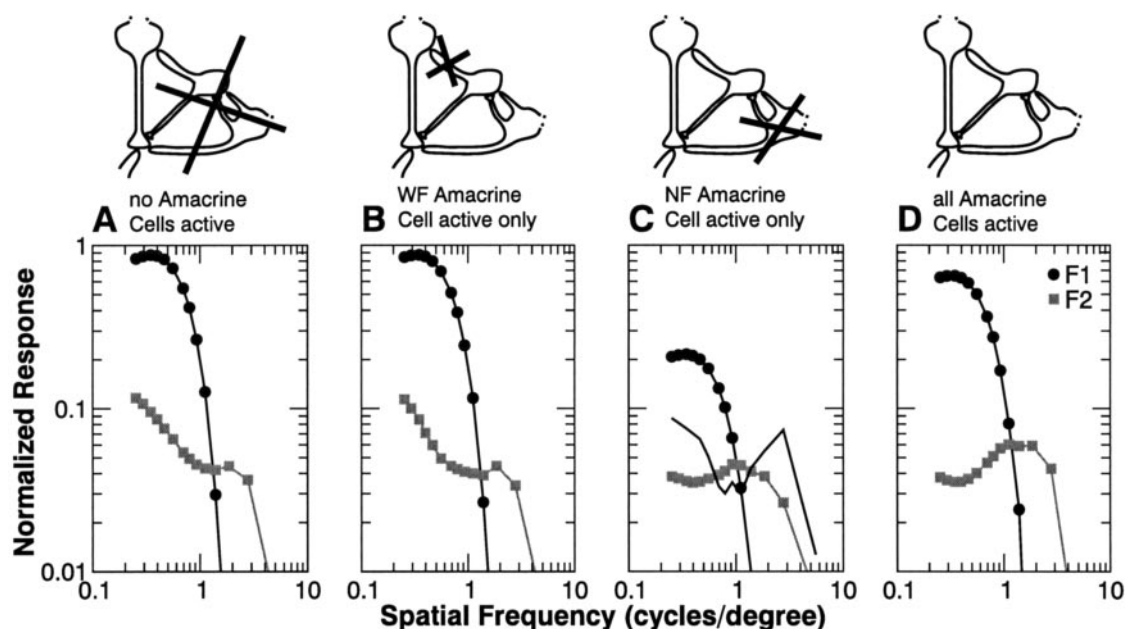 no Amacrine
A Cells active
WF Amacrine
B Cell active only
NF Amacrine
C Cell active only
all Amacrine
D Cells active
Normalized Response
1
0.1
0.01
F1
F2
0.1 1 10
0.1 1 10
0.1 1 10
0.1 1 10
Spatial Frequency (cycles/degree)